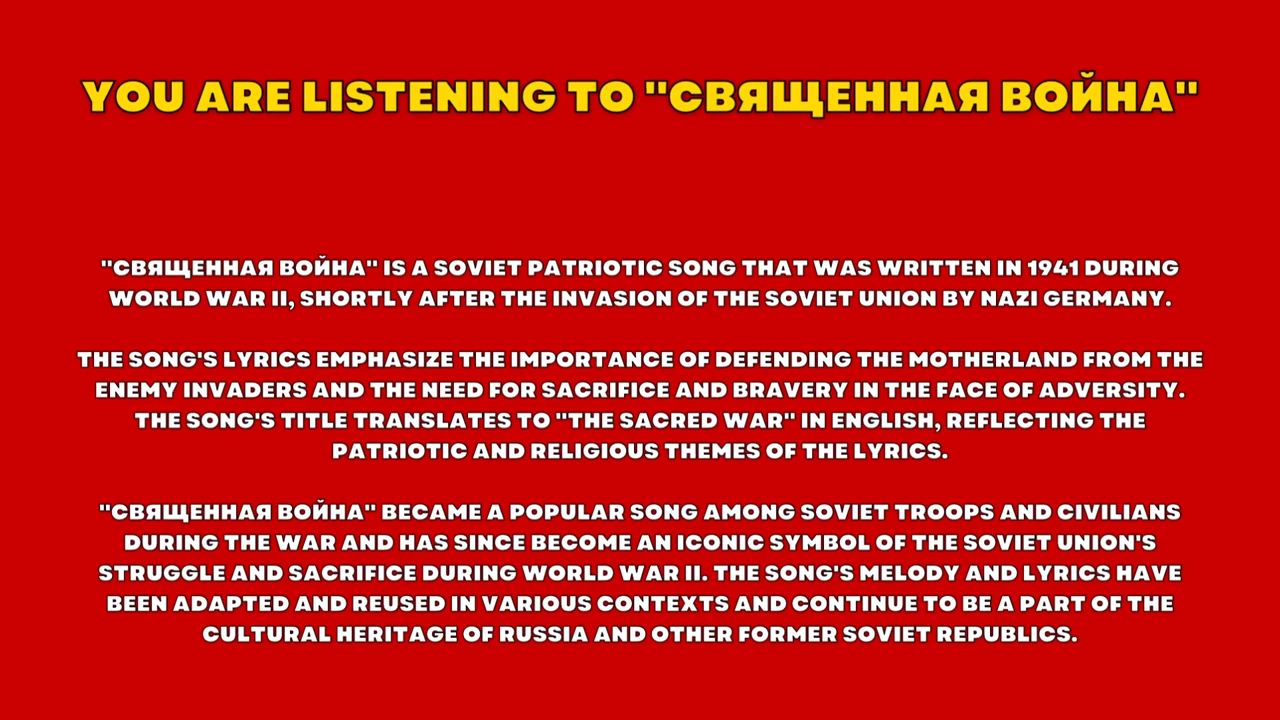 YOU ARE LISTENING TO "СВЯЩЕННАЯ ВОЙНА"
"СВЯЩЕННАЯ ВОЙНА" IS A SOVIET PATRIOTIC SONG THAT WAS WRITTEN IN 1941 DURING
WORLD WAR II, SHORTLY AFTER THE INVASION OF THE SOVIET UNION BY NAZI GERMANY.
THE SONG'S LYRICS EMPHASIZE THE IMPORTANCE OF DEFENDING THE MOTHERLAND FROM THE
ENEMY INVADERS AND THE NEED FOR SACRIFICE AND BRAVERY IN THE FACE OF ADVERSITY.
THE SONG'S TITLE TRANSLATES TO "THE SACRED WAR" IN ENGLISH, REFLECTING THE
PATRIOTIC AND RELIGIOUS THEMES OF THE LYRICS.
"СВЯЩЕННАЯ ВОЙНА" BECAME A POPULAR SONG AMONG SOVIET TROOPS AND CIVILIANS
DURING THE WAR AND HAS SINCE BECOME AN ICONIC SYMBOL OF THE SOVIET UNION'S
STRUGGLE AND SACRIFICE DURING WORLD WAR II. THE SONG'S MELODY AND LYRICS HAVE
BEEN ADAPTED AND REUSED IN VARIOUS CONTEXTS AND CONTINUE TO BE A PART OF THE
CULTURAL HERITAGE OF RUSSIA AND OTHER FORMER SOVIET REPUBLICS.